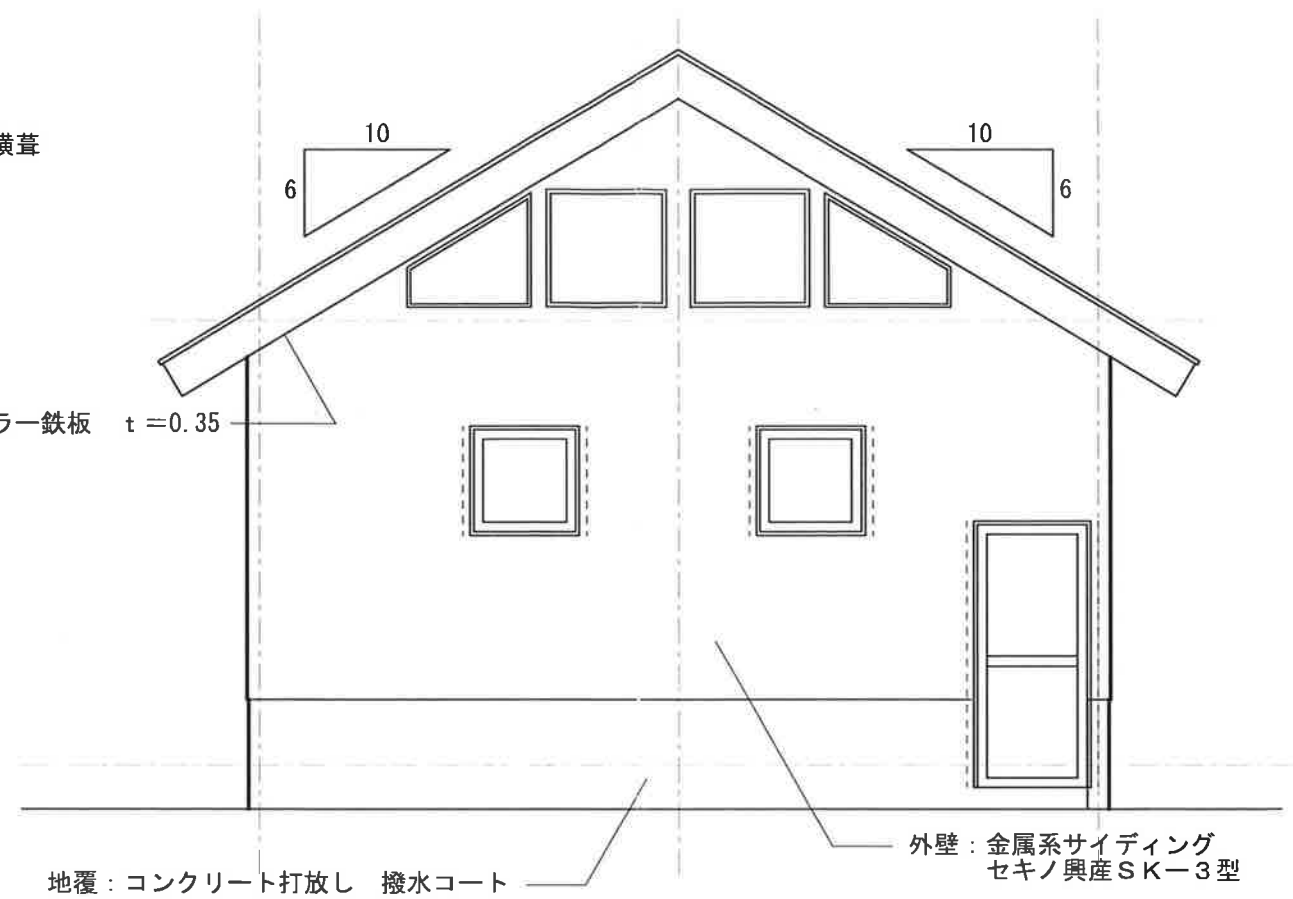 横葺
10
6
10
6
ラー鉄板 t=0.35
外壁：金属系サイディング
セキノ興産SK－3型
地覆：コンクリート打放し 撥水コート